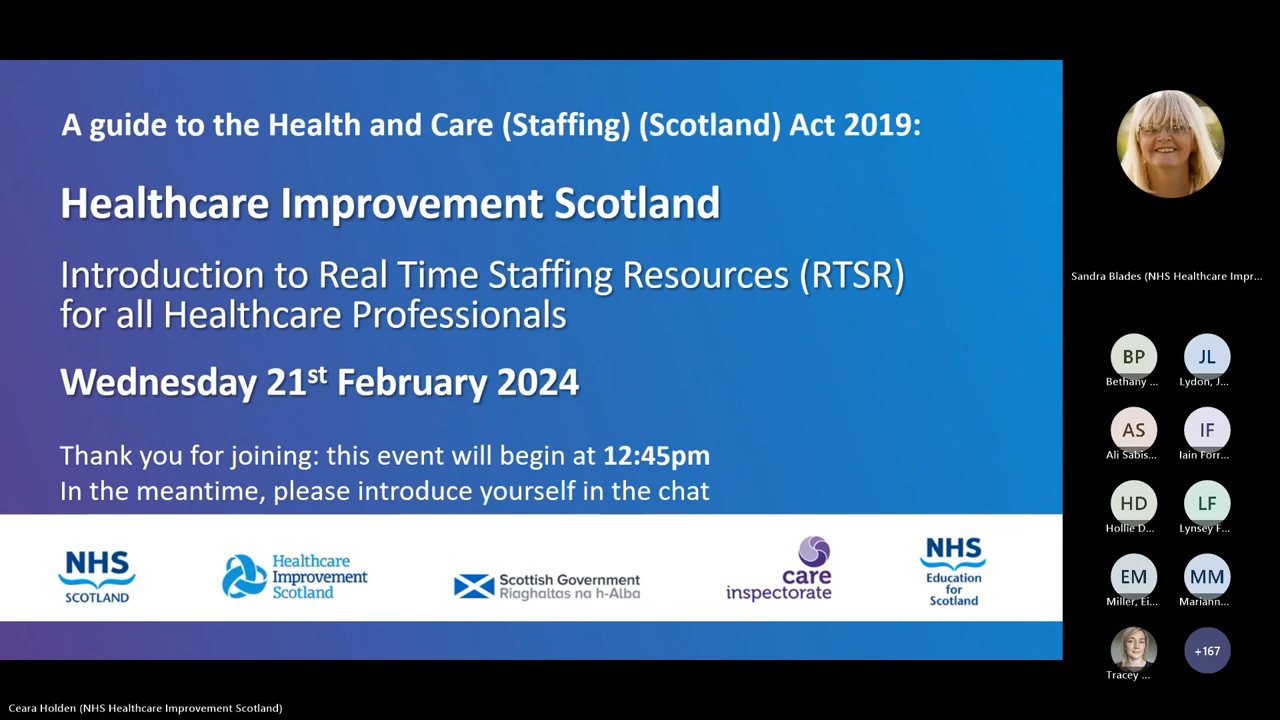 A guide to the Health and Care (Staffing) (Scotland) Act 2019:
Healthcare Improvement Scotland
Introduction to Real Time Staffing Resources (RTSR)
for all Healthcare Professionals
Wednesday 21st February 2024
Thank you for joining: this event will begin at 12:45pm
In the meantime, please introduce yourself in the chat
NHS
SCOTLAND
Healthcare
Improvement
Scotland
Scottish Government
Riaghaltas na h-Alba
care
inspectorate
NHS
Education
for
Scotland
Sandra Blades (NHS Healthcare Impr...
BP
JL
Bethany ...
Lydon, J...
AS
IF
Ali Sabis...
Iain Forr...
HD
LF
Hollie D...
Lynsey F...
EM
MM
Miller, Ei...
Mariann...
+167
Tracey ...
Ceara Holden (NHS Healthcare Improvement Scotland)